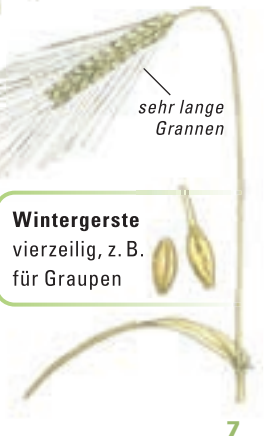 sehr lange
Grannen
Wintergerste
vierzeilig, z. B.
für Graupen
7